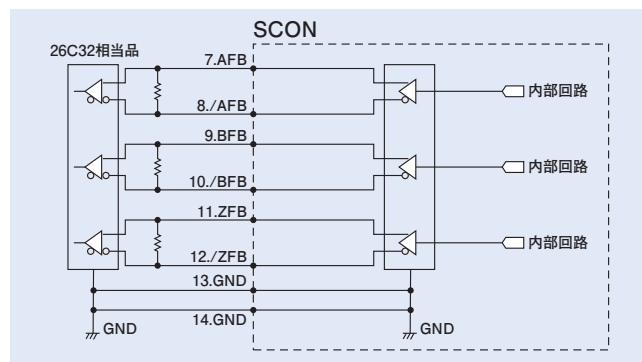 SCON
26C32相当品
7.AFB
内部回路
8./AFB
9.BFB
内部回路
10./BFB
11.ZFB
内部回路
12./ZFB
13.GND
14.GND
GND
GND